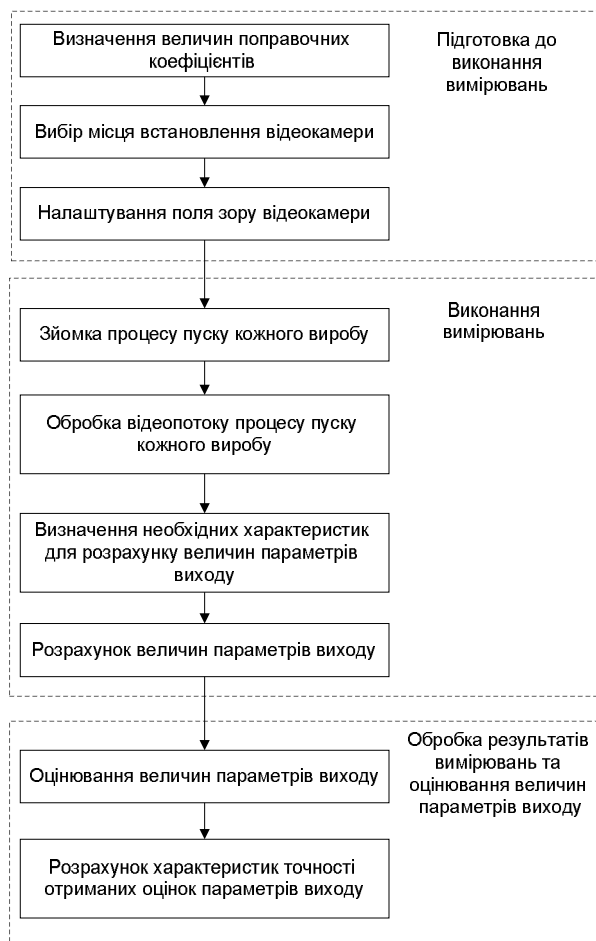 Визначення величин поправочних
коефіцієнтів
Підготовка до
виконання
вимірювань
Вибір місця встановлення відеокамери
Налаштування поля зору відеокамери
Виконання
вимірювань
Зйомка процесу пуску кожного виробу
Обробка відеопотоку процесу пуску
кожного виробу
Визначення необхідних характеристик
для розрахунку величин параметрів
виходу
Розрахунок величин параметрів виходу
Обробка результатів
вимірювань та
оцінювання величин
параметрів виходу
Оцінювання величин параметрів виходу
Розрахунок характеристик точності
отриманих оцінок параметрів виходу